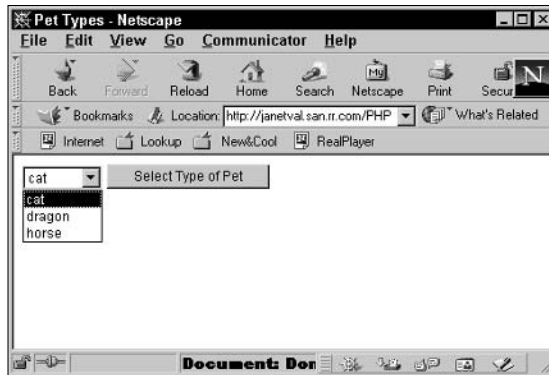 Pet Types - Netscape
File Edit View Go Communicator Help
Back Forward Reload Home Search Netscape Print Secur N
My
Bookmarks Location: http://janetval.san.rr.com/PHP What's Related
Internet Lookup New&Cool RealPlayer
cat Select Type of Pet
cat
dragon
horse
Document: Don